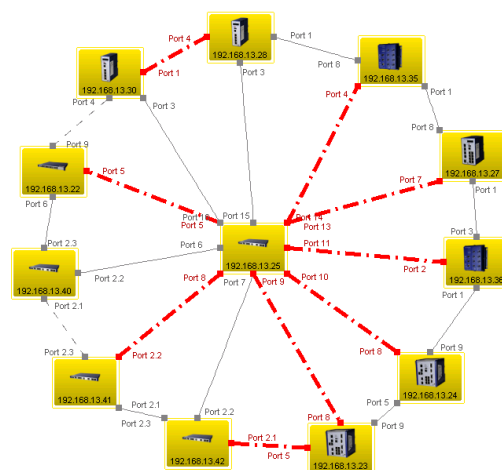 Port 4
192.168.13.28
Port 1
Port 3
Port 1
192.168.13.30
Port 4
Port 3
Port 8
192.168.13.35
Port 4
Port 1
Port 8
192.168.13.27
Port 7
Port 1
Port 9
192.168.13.22
Port 5
Port 6
Port 15
Port 5
Port 14
Port 13
192.168.13.25
Port 6
Port 11
Port 8
Port 7
Port 9
Port 10
Port 3
192.168.13.36
Port 2
Port 1
Port 2.3
192.168.13.40
Port 2.2
Port 2.1
Port 2.3
192.168.13.41
Port 2.2
Port 2.1
Port 9
Port 8
192.168.13.24
Port 5
Port 2.3
Port 2.2
192.168.13.42
Port 2.1
Port 8
Port 5
192.168.13.23
Port 9